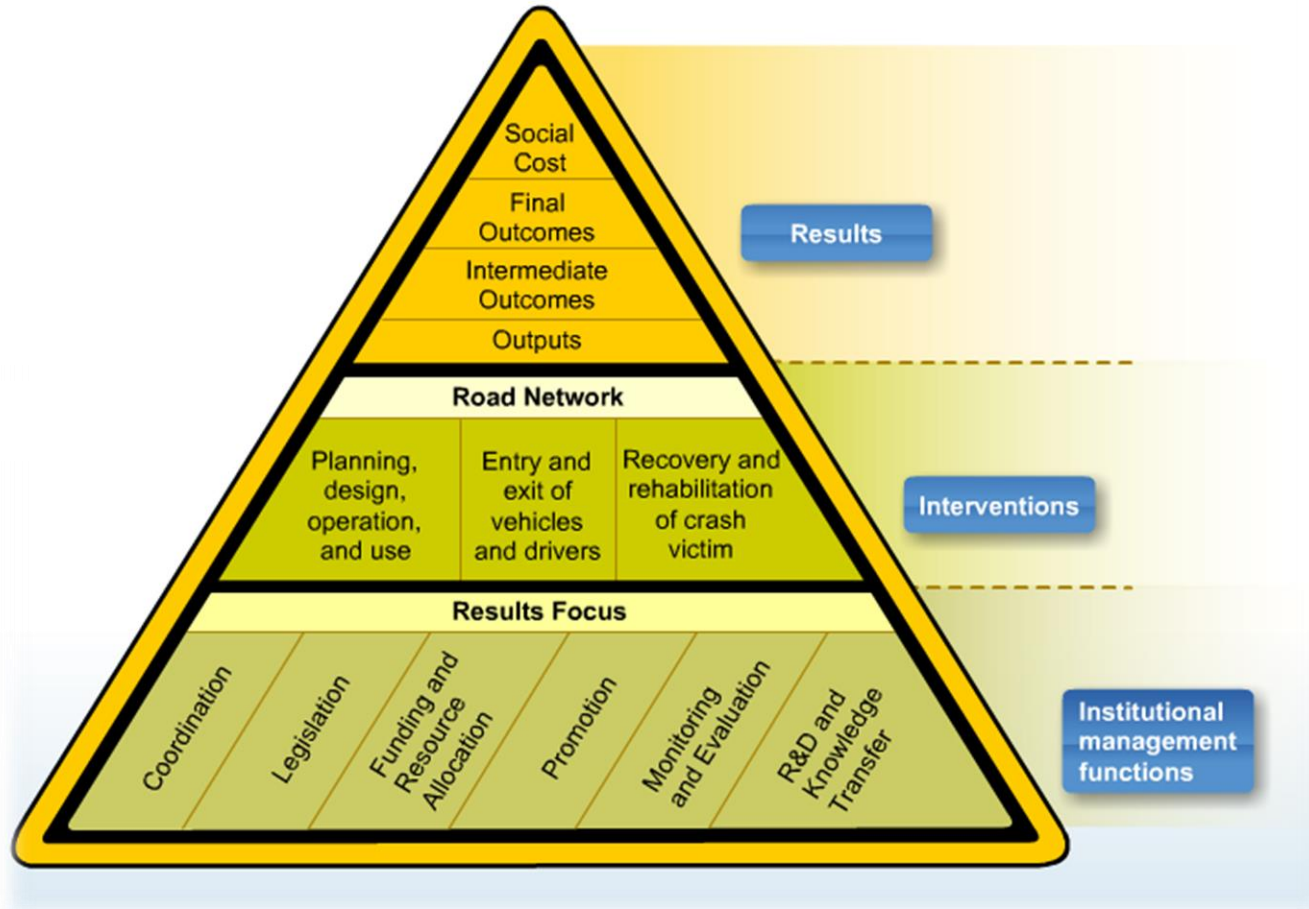 Social
Cost
Final
Outcomes
Intermediate
Outcomes
Outputs
Results
Road Network
Planning,
design,
operation,
and use
Entry and
exit of
vehicles
and drivers
Recovery and
rehabilitation
of crash
victim
Interventions
Results Focus
Coordination
Legislation
Funding and
Resource
Allocation
Promotion
Monitoring
and Evaluation
R&D and
Knowledge
Transfer
Institutional
management
functions